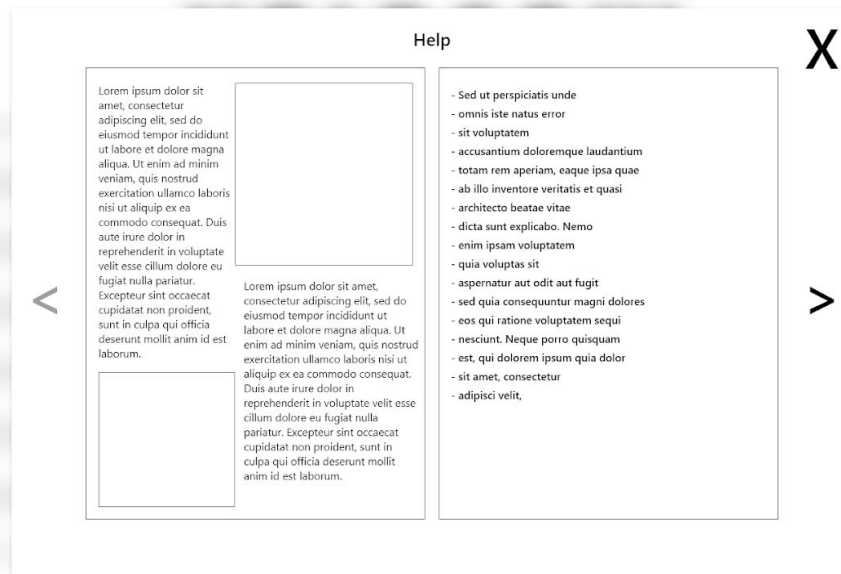 Help
X
Lorem ipsum dolor sit
amet, consectetur
adipiscing elit, sed do
eiusmod tempor incididunt
ut labore et dolore magna
aliqua. Ut enim ad minim
veniam, quis nostrud
exercitation ullamco laboris
nisi ut aliquip ex ea
commodo consequat. Duis
aute irure dolor in
reprehenderit in voluptate
velit esse cillum dolore eu
fugiat nulla pariatur.
Excepteur sint occaecat
cupidatat non proident,
sunt in culpa qui officia
deserunt mollit anim id est
laborum.
Lorem ipsum dolor sit amet,
consectetur adipiscing elit, sed do
eiusmod tempor incididunt ut
labore et dolore magna aliqua. Ut
enim ad minim veniam, quis nostrud
exercitation ullamco laboris nisi ut
aliquip ex ea commodo consequat.
Duis aute irure dolor in
reprehenderit in voluptate velit esse
cillum dolore eu fugiat nulla
pariatur. Excepteur sint occaecat
cupidatat non proident, sunt in
culpa qui officia deserunt mollit
anim id est laborum.
- Sed ut perspiciatis unde
- omnis iste natus error
- sit voluptatem
- accusantium doloremque laudantium
- totam rem aperiam, eaque ipsa quae
- ab illo inventore veritatis et quasi
- architecto beatae vitae
- dicta sunt explicabo. Nemo
- enim ipsam voluptatem
- quia voluptas sit
- aspernatur aut odit aut fugit
- sed quia consequuntur magni dolores
- eos qui ratione voluptatem sequi
- nesciunt. Neque porro quisquam
- est, qui dolorem ipsum quia dolor
- sit amet, consectetur
- adipisci velit,
<
>